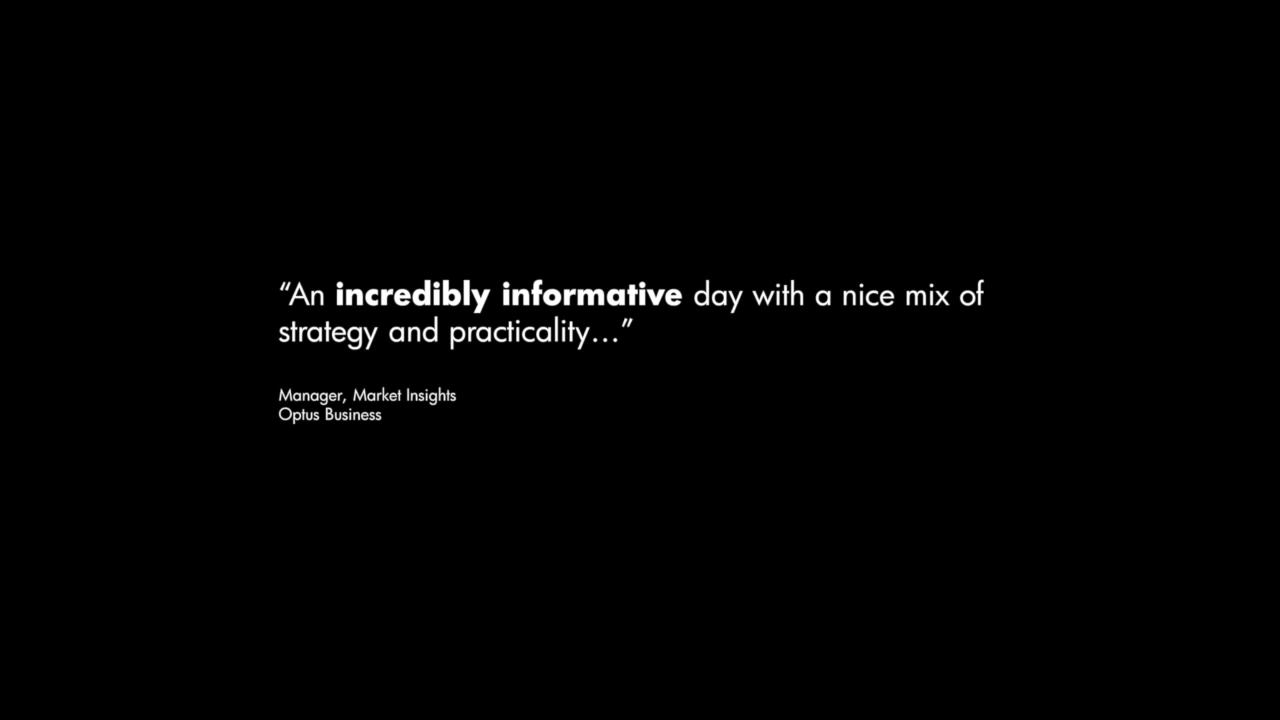 “An incredibly informative day with a nice mix of
strategy and practicality...”
Manager, Market Insights
Optus Business